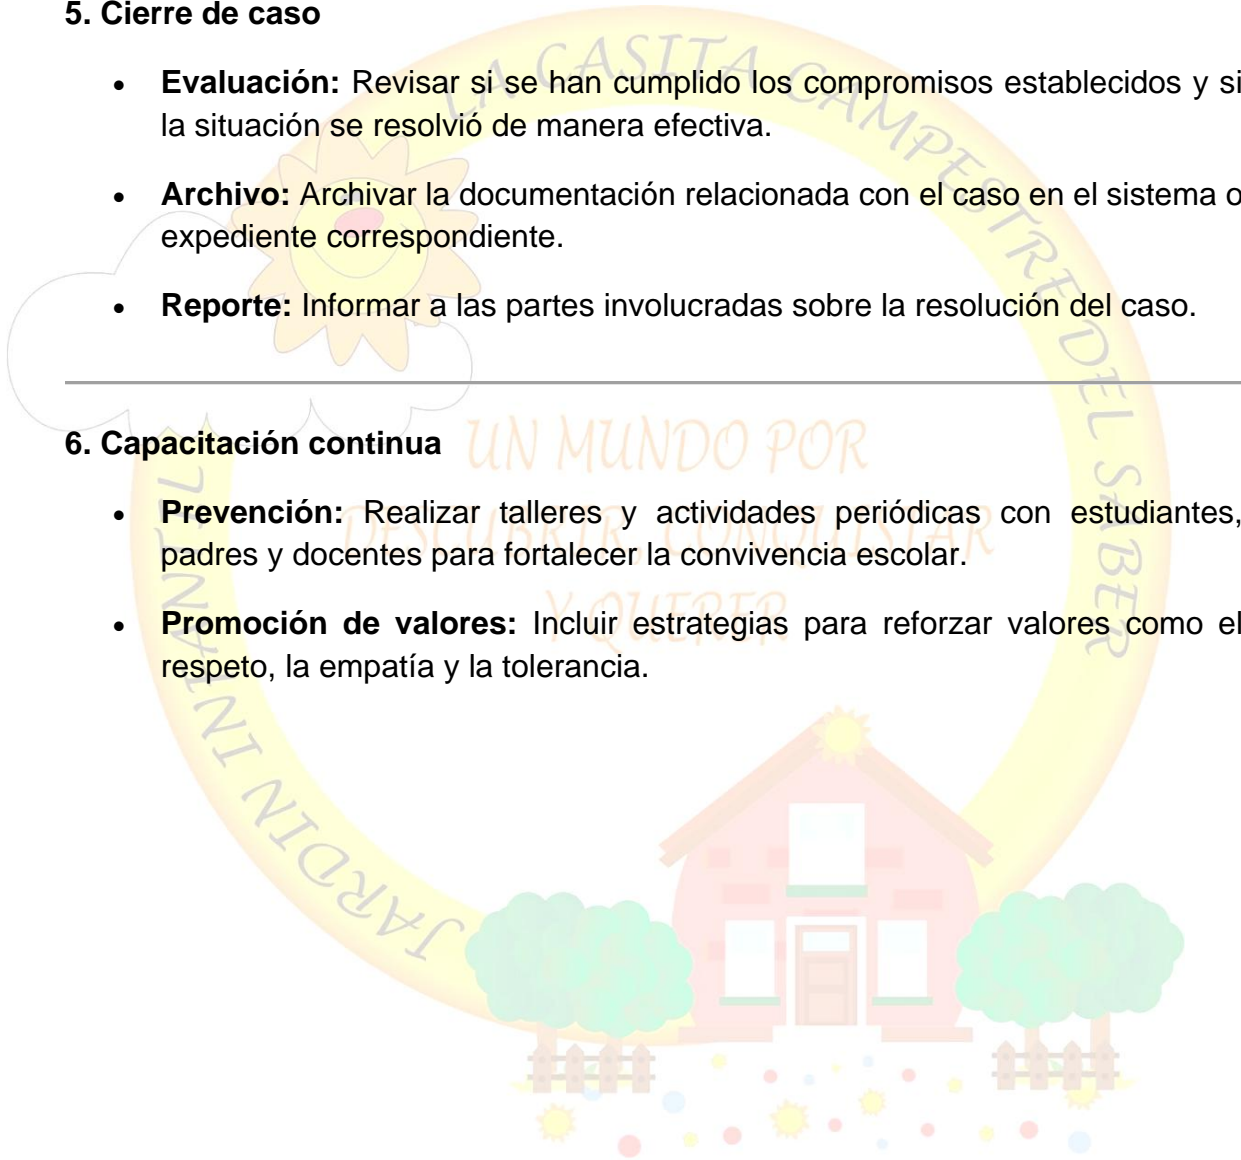 5. Cierre de caso
LA CASITA CAMPESTRE DEL SABER
• Evaluación: Revisar si se han cumplido los compromisos establecidos y si
la situación se resolvió de manera efectiva.
• Archivo: Archivar la documentación relacionada con el caso en el sistema o
expediente correspondiente.
• Reporte: Informar a las partes involucradas sobre la resolución del caso.
6. Capacitación continua
UN MUNDO POR
• Prevención: Realizar talleres y actividades periódicas con estudiantes,
DESCUBRIR, CONQUISTAR
padres y docentes para fortalecer la convivencia escolar.
Y QUERER
• Promoción de valores: Incluir estrategias para reforzar valores como el
respeto, la empatía y la tolerancia.
JARDIN INFANTIL